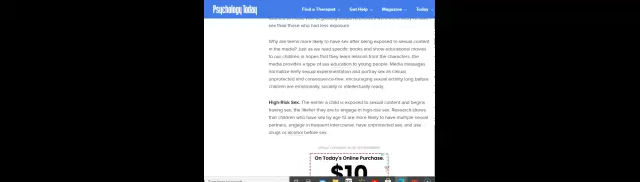 Psychology Today
Find a Therapist Get Help Magazine Today
see than those who had less exposure.
Why are teens more likely to have sex after being exposed to sexual content
in the media? Just as we read specific books and show educational movies
to our children in hopes that they learn lessons from the characters, the
media provides a type of sex education to young people. Media messages
normalize early sexual experimentation and portray sex as casual,
unprotected and consequence-free, encouraging sexual activity long before
children are emotionally, socially or intellectually ready.
High-Risk Sex. The earlier a child is exposed to sexual content and begins
having sex, the likelier they are to engage in high-risk sex. Research shows
that children who have sex by age 13 are more likely to have multiple sexual
partners, engage in frequent intercourse, have unprotected sex, and use
drugs or alcohol before sex.
On Today's Online Purchase.
$10